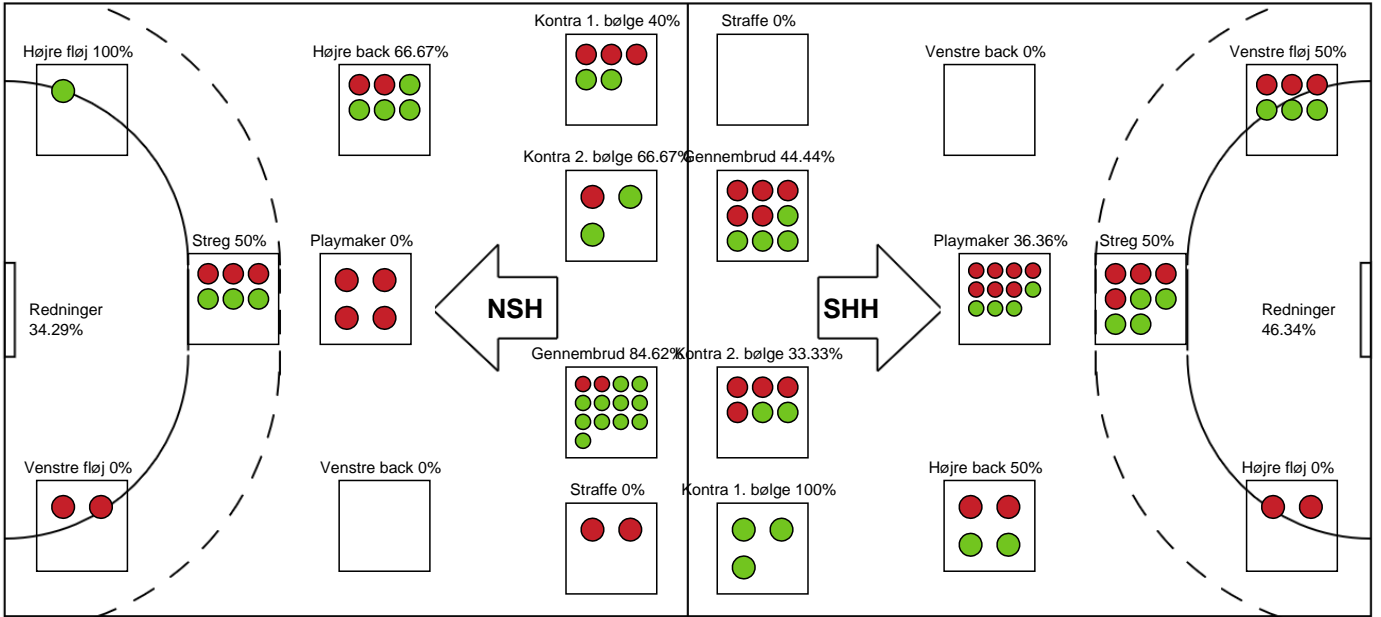 Kontra 1. bølge 40%
Straffe 0%
Højre fløj 100%
Højre back 66.67%
Venstre back 0%
Venstre fløj 50%
Kontra 2. bølge 66.67%
Gennembrud 44.44%
Streg 50%
Playmaker 0%
Playmaker 36.36%
Streg 50%
NSH
SHH
Redninger
34.29%
Redninger
46.34%
Gennembrud 84.62%
Kontra 2. bølge 33.33%
Venstre fløj 0%
Venstre back 0%
Højre back 50%
Højre fløj 0%
Straffe 0%
Kontra 1. bølge 100%